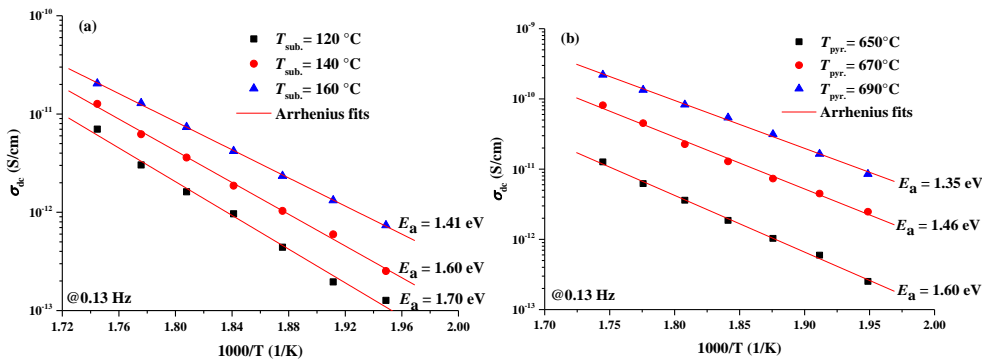 (a)
T_sub. = 120 °C
T_sub. = 140 °C
T_sub. = 160 °C
Arrhenius fits
10^-10
10^-11
10^-12
10^-13
σ_dc (S/cm)
E_a = 1.41 eV
E_a = 1.60 eV
E_a = 1.70 eV
@0.13 Hz
1.72 1.76 1.80 1.84 1.88 1.92 1.96 2.00
1000/T (1/K)
(b)
T_pyr. = 650°C
T_pyr. = 670°C
T_pyr. = 690°C
Arrhenius fits
10^-9
10^-10
10^-11
10^-12
10^-13
σ_dc (S/cm)
E_a = 1.35 eV
E_a = 1.46 eV
E_a = 1.60 eV
@0.13 Hz
1.70 1.75 1.80 1.85 1.90 1.95 2.00
1000/T (1/K)